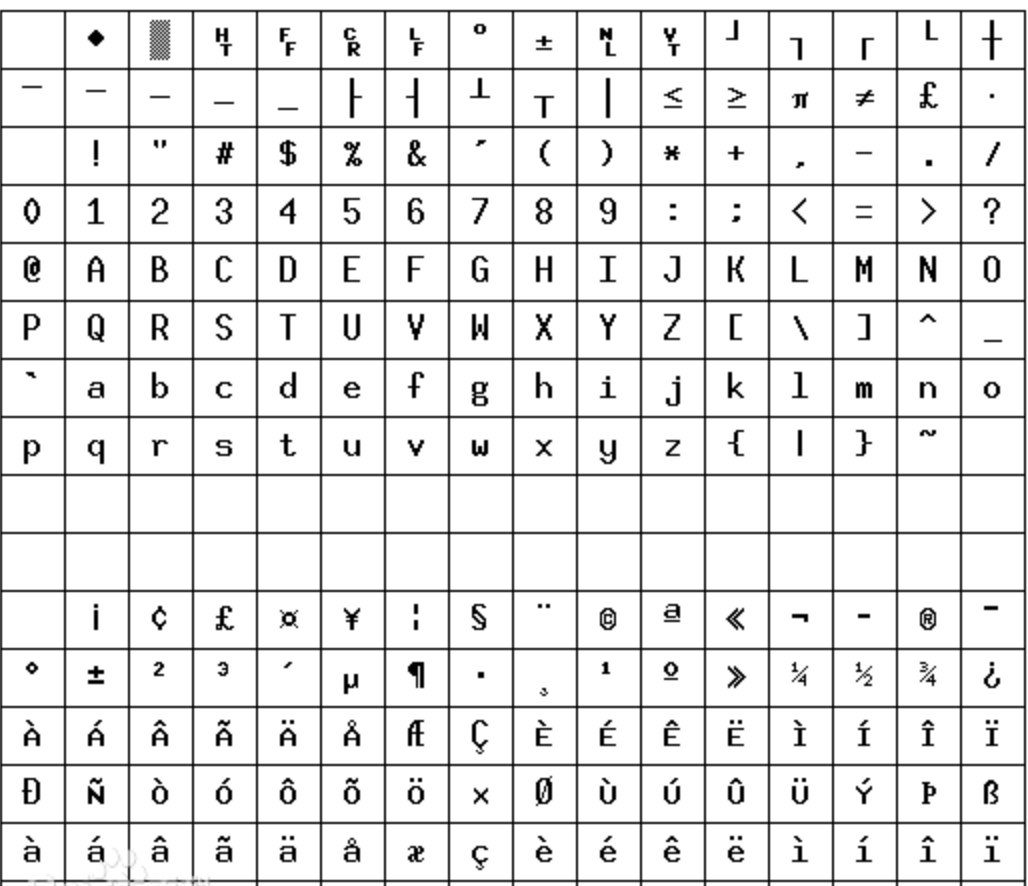 ◆ ▒ ␉ ␌ ␍ ␊ ° ± ␤ ␋ ┘ ┐ ┌ └ ┼
⎺ ⎻ ─ ⎼ ⎽ ├ ┤ ┴ ┬ │ ≤ ≥ π ≠ £ ·
! " # $ % & ´ ( ) * + , - . /
0 1 2 3 4 5 6 7 8 9 : ; < = > ?
@ A B C D E F G H I J K L M N O
P Q R S T U V W X Y Z [ \ ] ^ _
` a b c d e f g h i j k l m n o
p q r s t u v w x y z { | } ~
¡ ¢ £ ¤ ¥ ¦ § ¨ © ª « ¬ - ® ¯
° ± ² ³ ´ µ ¶ · ¸ ¹ º » ¼ ½ ¾ ¿
À Á Â Ã Ä Å Æ Ç È É Ê Ë Ì Í Î Ï
Ð Ñ Ò Ó Ô Õ Ö × Ø Ù Ú Û Ü Ý Þ ß
à á â ã ä å æ ç è é ê ë ì í î ï